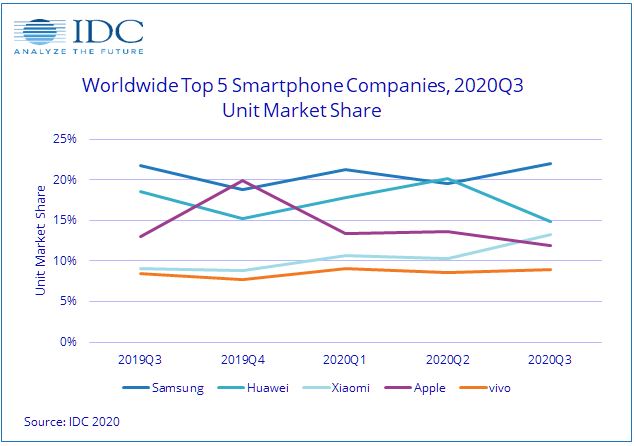 IDC
ANALYZE THE FUTURE
Worldwide Top 5 Smartphone Companies, 2020Q3
Unit Market Share
25%
20%
15%
10%
5%
0%
Unit Market Share
2019Q3 2019Q4 2020Q1 2020Q2 2020Q3
Samsung Huawei Xiaomi Apple vivo
Source: IDC 2020